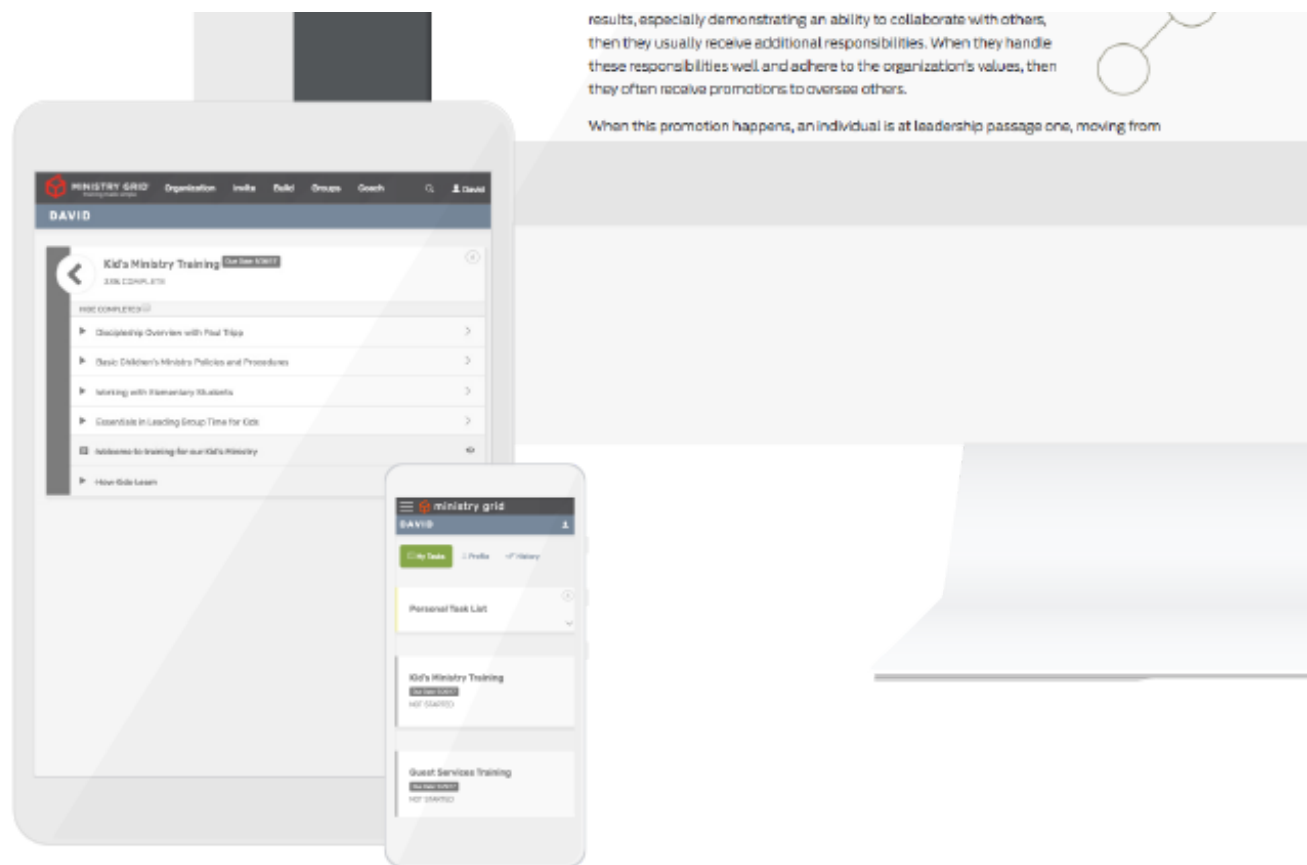 results, especially demonstrating an ability to collaborate with others,
then they usually receive additional responsibilities. When they handle
these responsibilities well and adhere to the organization's values, then
they often receive promotions to oversee others.
When this promotion happens, an individual is at leadership passage one, moving from
MINISTRY GRID Organization Invite Build Groups Coach David
DAVID
Kid's Ministry Training
COMPLETE
HIDE COMPLETED
Discipleship Overview with Paul Tripp
Basic Children's Ministry Policies and Procedures
Working with Elementary Students
Essentials in Leading Group Time for Kids
Welcome to training for our Kid's Ministry
How Kids Learn
ministry grid
DAVID
My Tasks Profile History
Personal Task List
Kid's Ministry Training
NOT STARTED
Guest Services Training
NOT STARTED